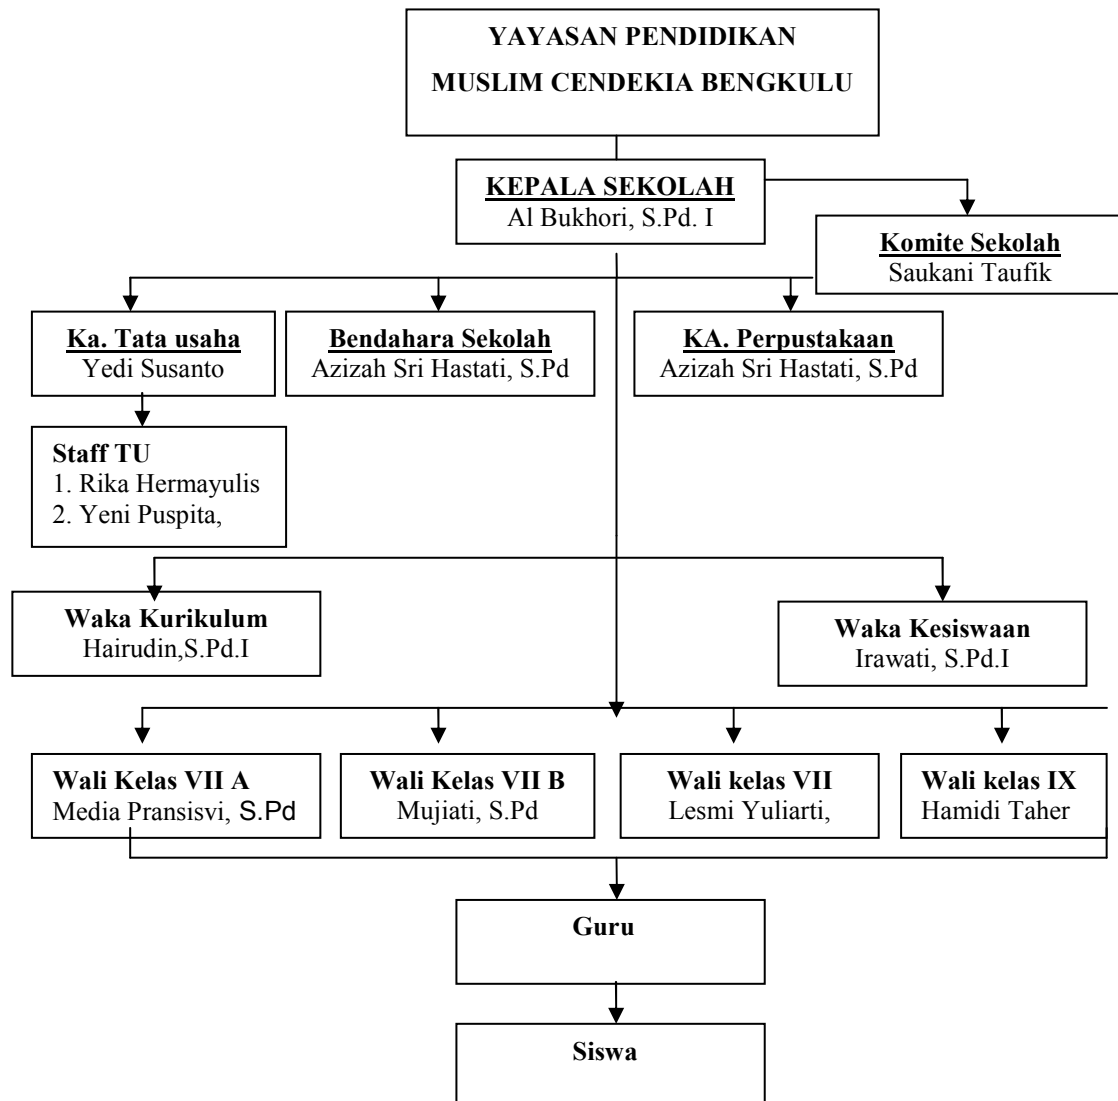 YAYASAN PENDIDIKAN
MUSLIM CENDEKIA BENGKULU
KEPALA SEKOLAH
Al Bukhori, S.Pd. I
Komite Sekolah
Saukani Taufik
Ka. Tata usaha
Yedi Susanto
Bendahara Sekolah
Azizah Sri Hastati, S.Pd
KA. Perpustakaan
Azizah Sri Hastati, S.Pd
Staff TU
1. Rika Hermayulis
2. Yeni Puspita,
Waka Kurikulum
Hairudin,S.Pd.I
Waka Kesiswaan
Irawati, S.Pd.I
Wali Kelas VII A
Media Pransisvi, S.Pd
Wali Kelas VII B
Mujiati, S.Pd
Wali kelas VII
Lesmi Yuliarti,
Wali kelas IX
Hamidi Taher
Guru
Siswa